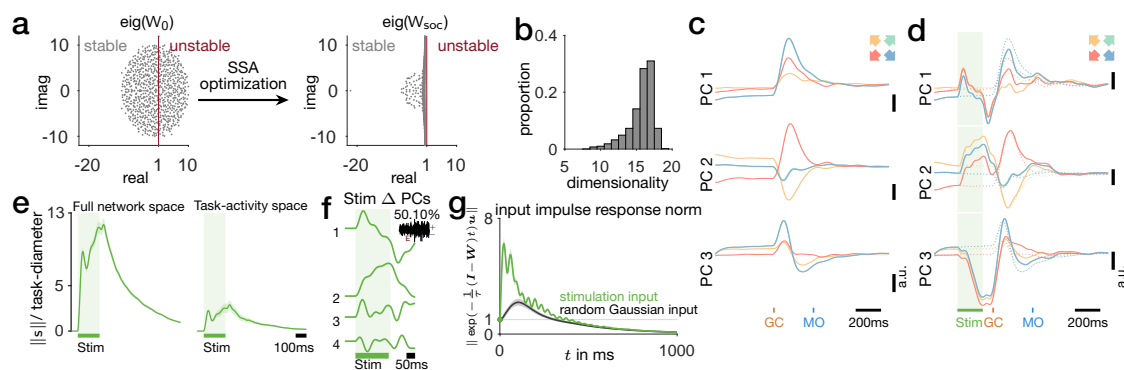 a
eig(W0)
stable
unstable
imag
10
0
-10
-20
1
10
real
SSA
optimization
eig(Wsoc)
stable
unstable
imag
10
0
-10
-20
1
10
real
b
proportion
0.4
0.2
0
5
10
15
20
dimensionality
c
PC 1
PC 2
PC 3
a.u.
GC
MO
200ms
d
PC 1
PC 2
PC 3
a.u.
Stim
GC
MO
200ms
e
||s||/ task-diameter
13
5
0
Full network space
Stim
Task-activity space
Stim
100ms
f
Stim Δ PCs
50.10%
1
2
3
4
Stim
50ms
g
input impulse response norm
|| exp(−1/τ (I−W)t)u ||
8
1
stimulation input
random Gaussian input
0
1000
t in ms